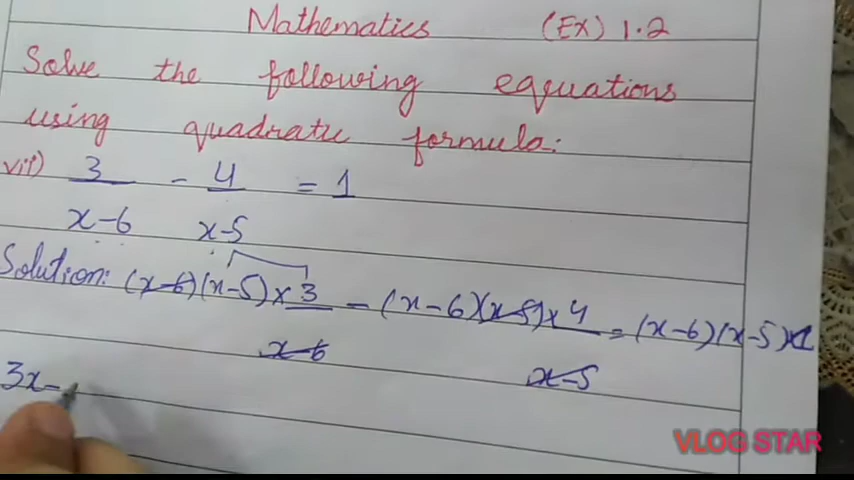 Mathematics (Ex) 1.2
Solve the following equations
using quadratic formula:
vii) 3/x-6 - 4/x-5 = 1
Solution: (x-6)(x-5)×3/x-6 - (x-6)(x-5)×4/x-5 = (x-6)(x-5)×1
3x-
VLOG STAR